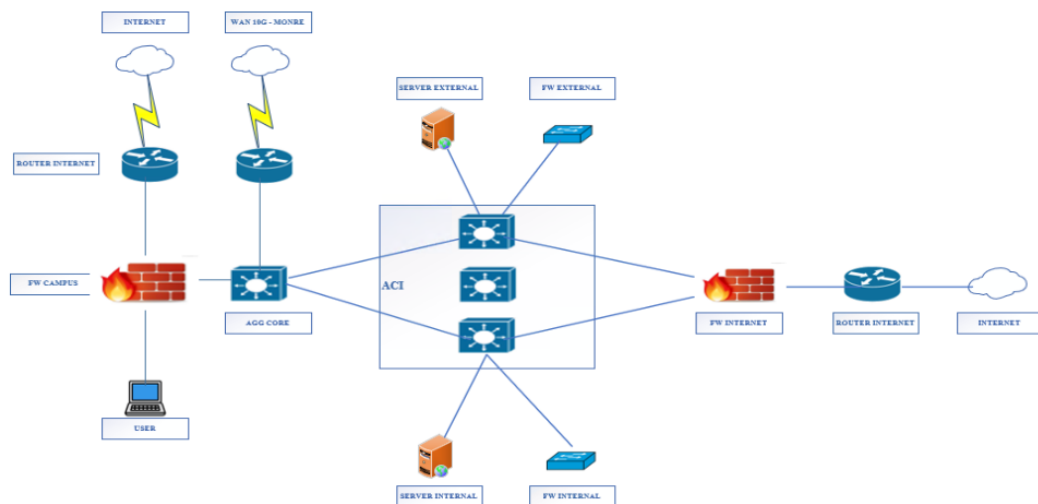 INTERNET
WAN 10G - MONRE
SERVER EXTERNAL
FW EXTERNAL
ROUTER INTERNET
FW CAMPUS
AGG CORE
ACI
FW INTERNET
ROUTER INTERNET
INTERNET
USER
SERVER INTERNAL
FW INTERNAL